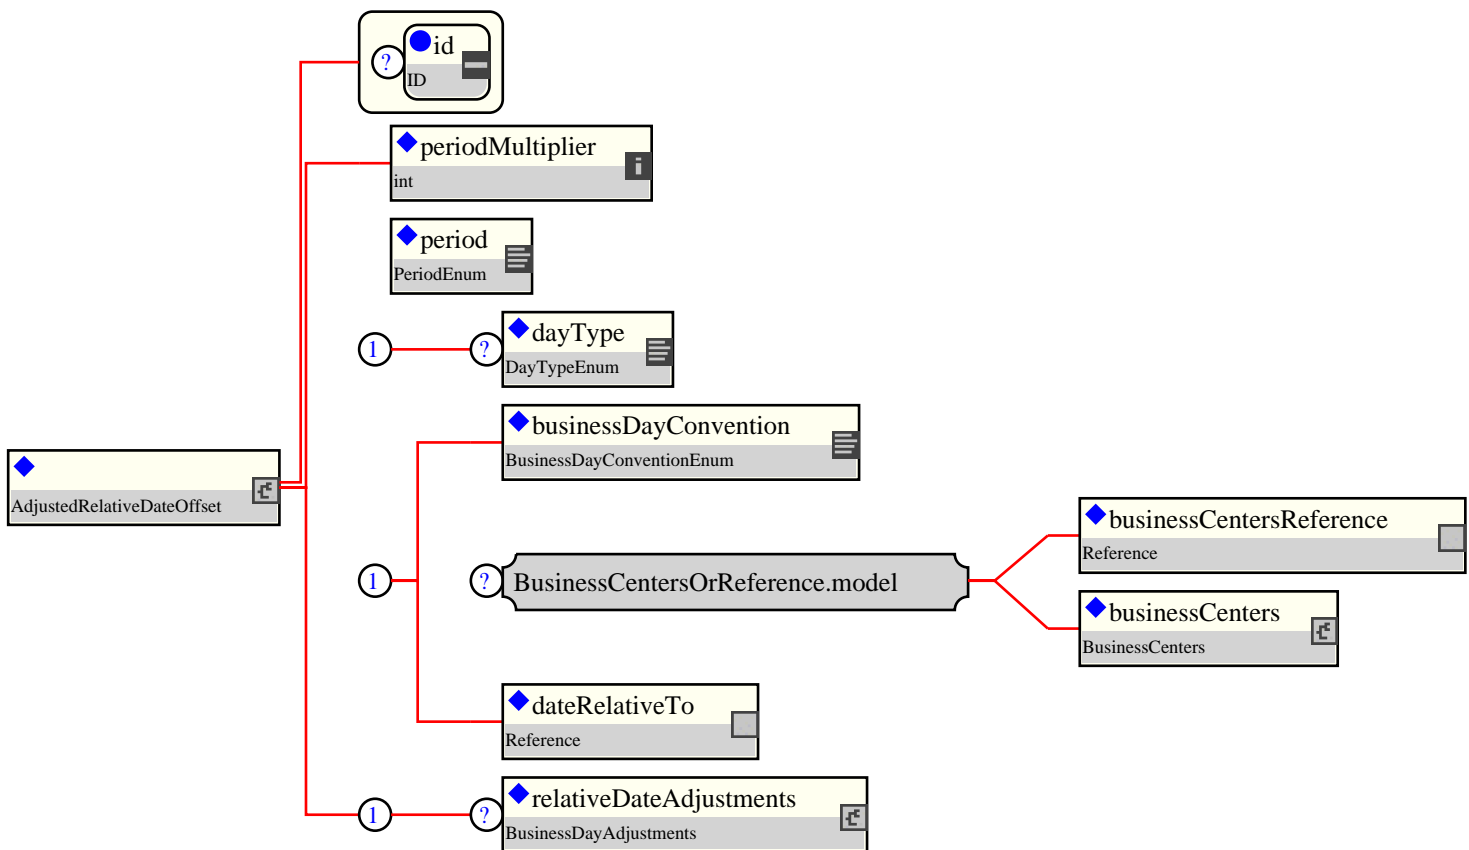 ?
id
ID
periodMultiplier
i
int
period
PeriodEnum
1
?
dayType
DayTypeEnum
businessDayConvention
BusinessDayConventionEnum
AdjustedRelativeDateOffset
businessCentersReference
Reference
1
?
BusinessCentersOrReference.model
businessCenters
BusinessCenters
dateRelativeTo
Reference
1
?
relativeDateAdjustments
BusinessDayAdjustments